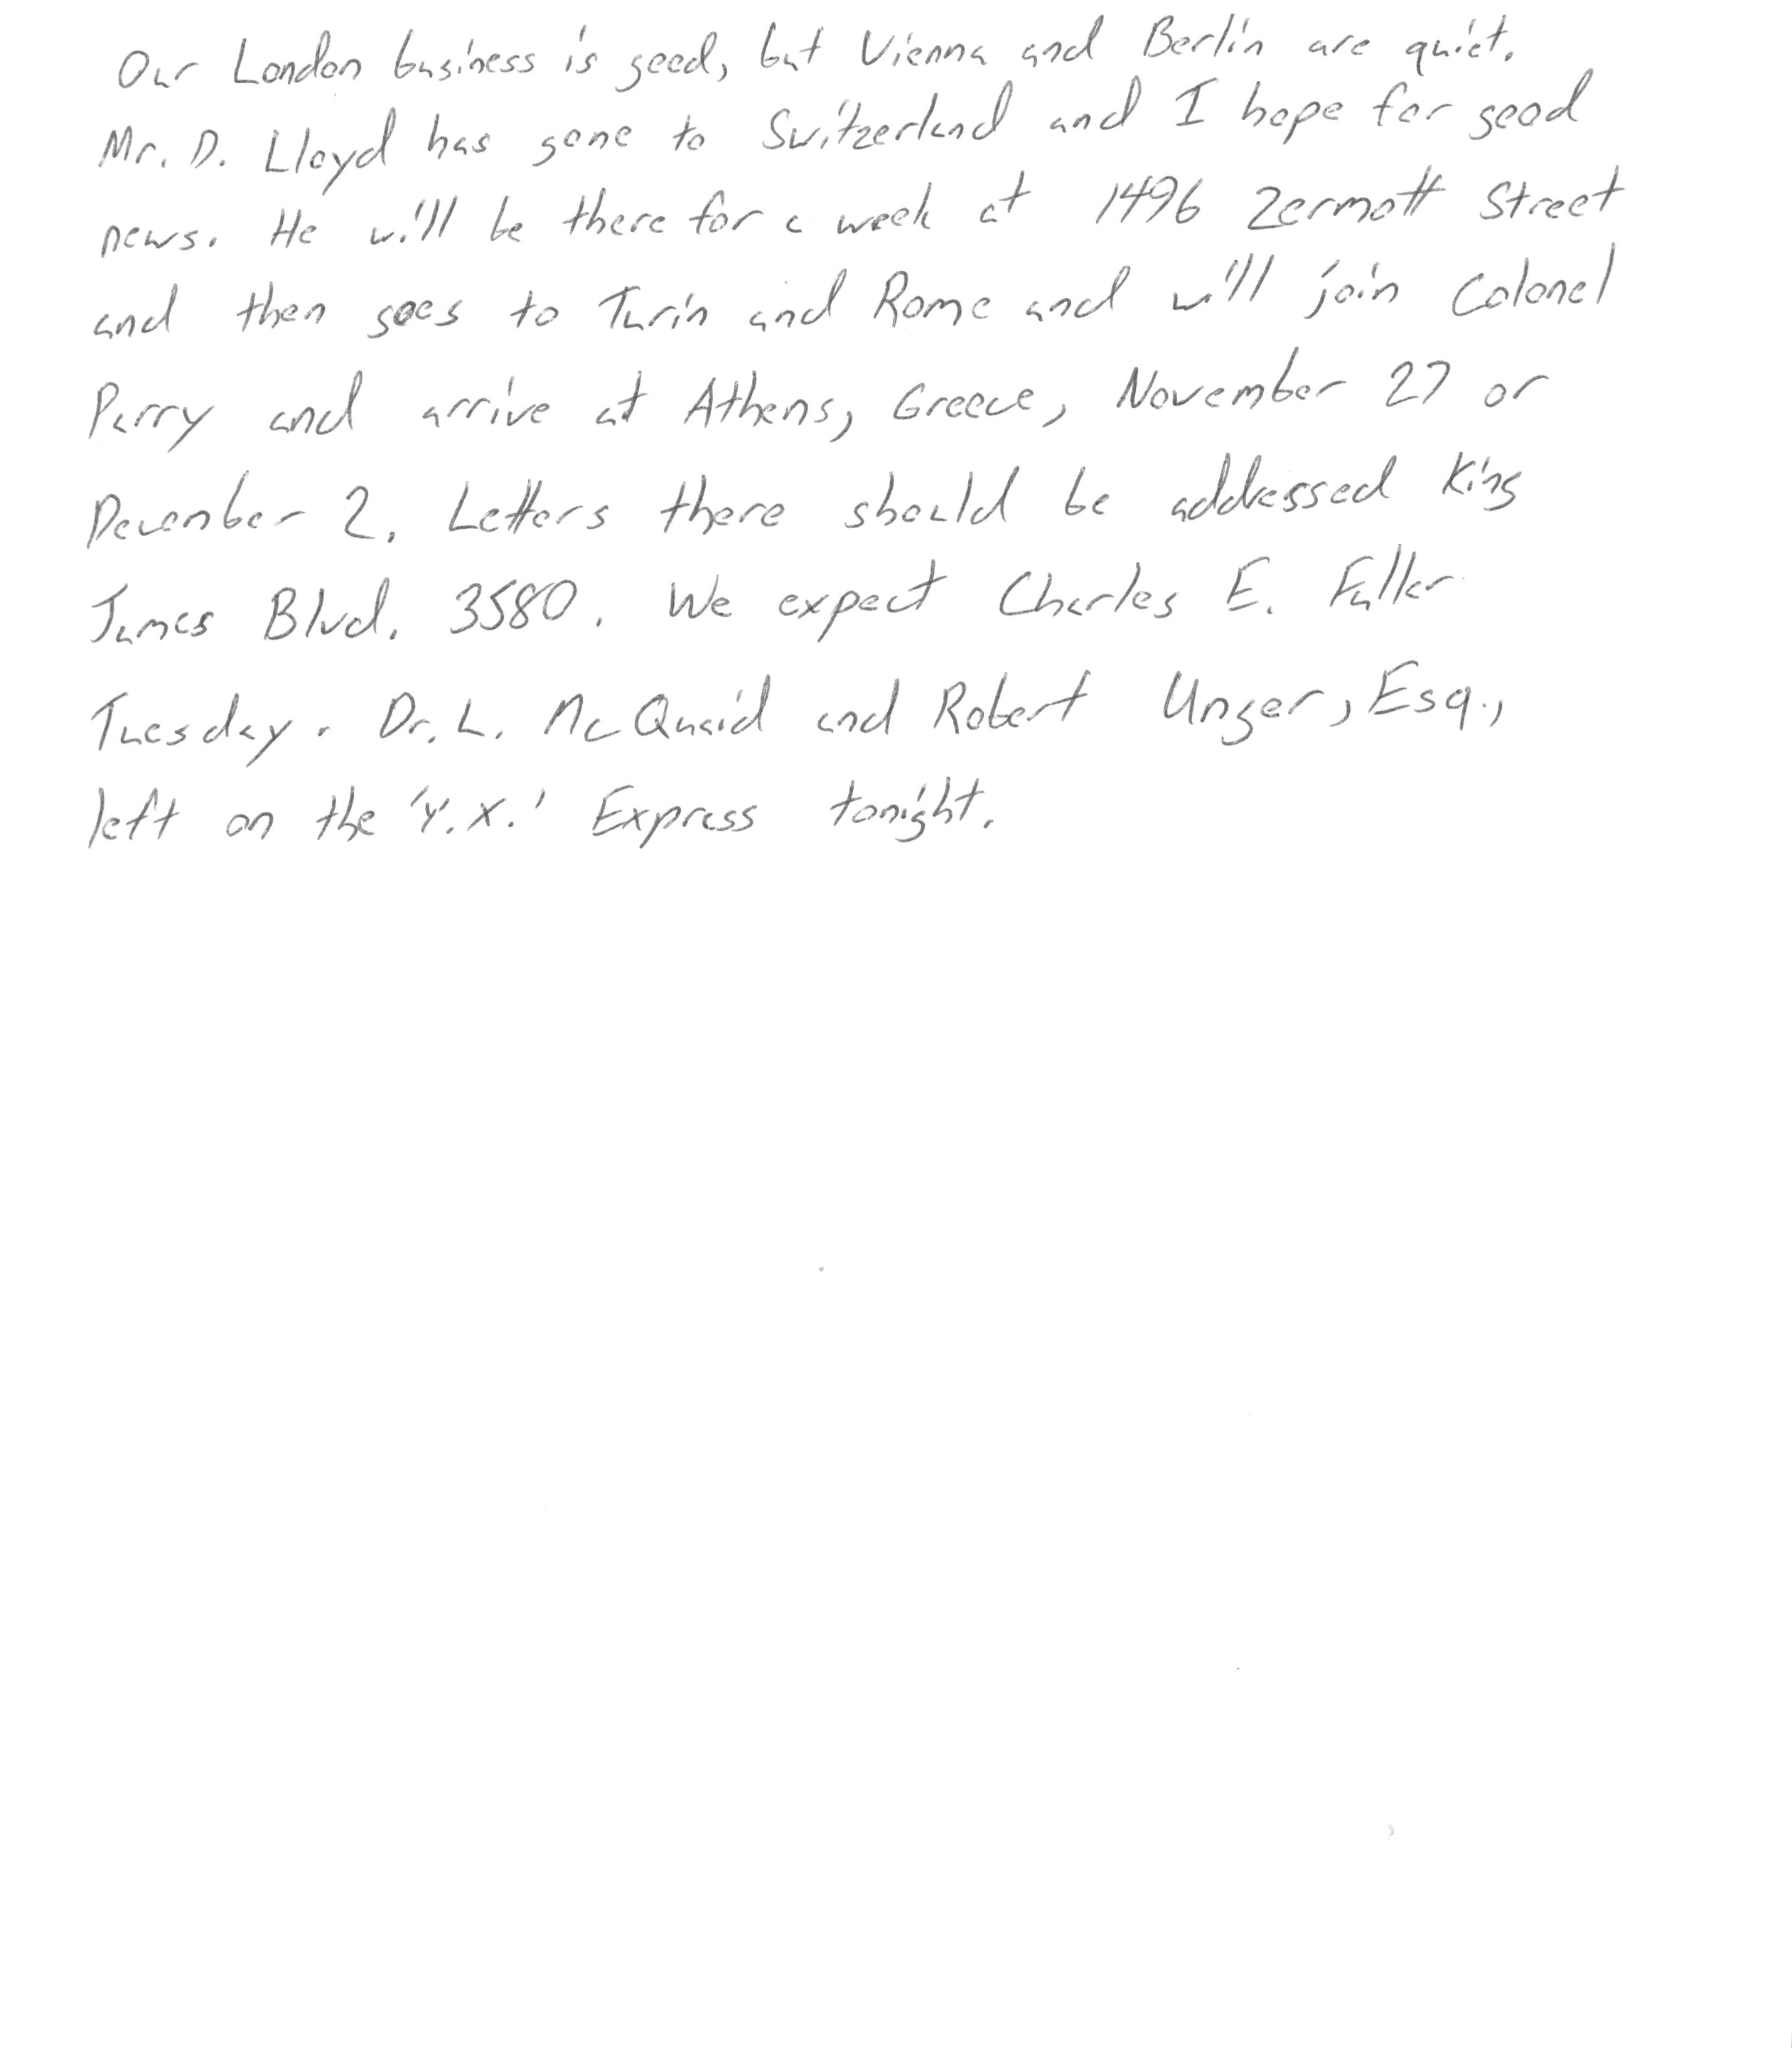 Our London business is good, but Vienna and Berlin are quiet.
Mr. D. Lloyd has gone to Switzerland and I hope for good
news. He will be there for a week at 1496 Zermott Street
and then goes to Turin and Rome and will join Colonel
Parry and arrive at Athens, Greece, November 27 or
December 2. Letters there should be addressed King
James Blvd. 3580. We expect Charles E. Fuller
Tuesday. Dr. L. McQuaid and Robert Unger, Esq.,
left on the 'Y.X.' Express tonight.